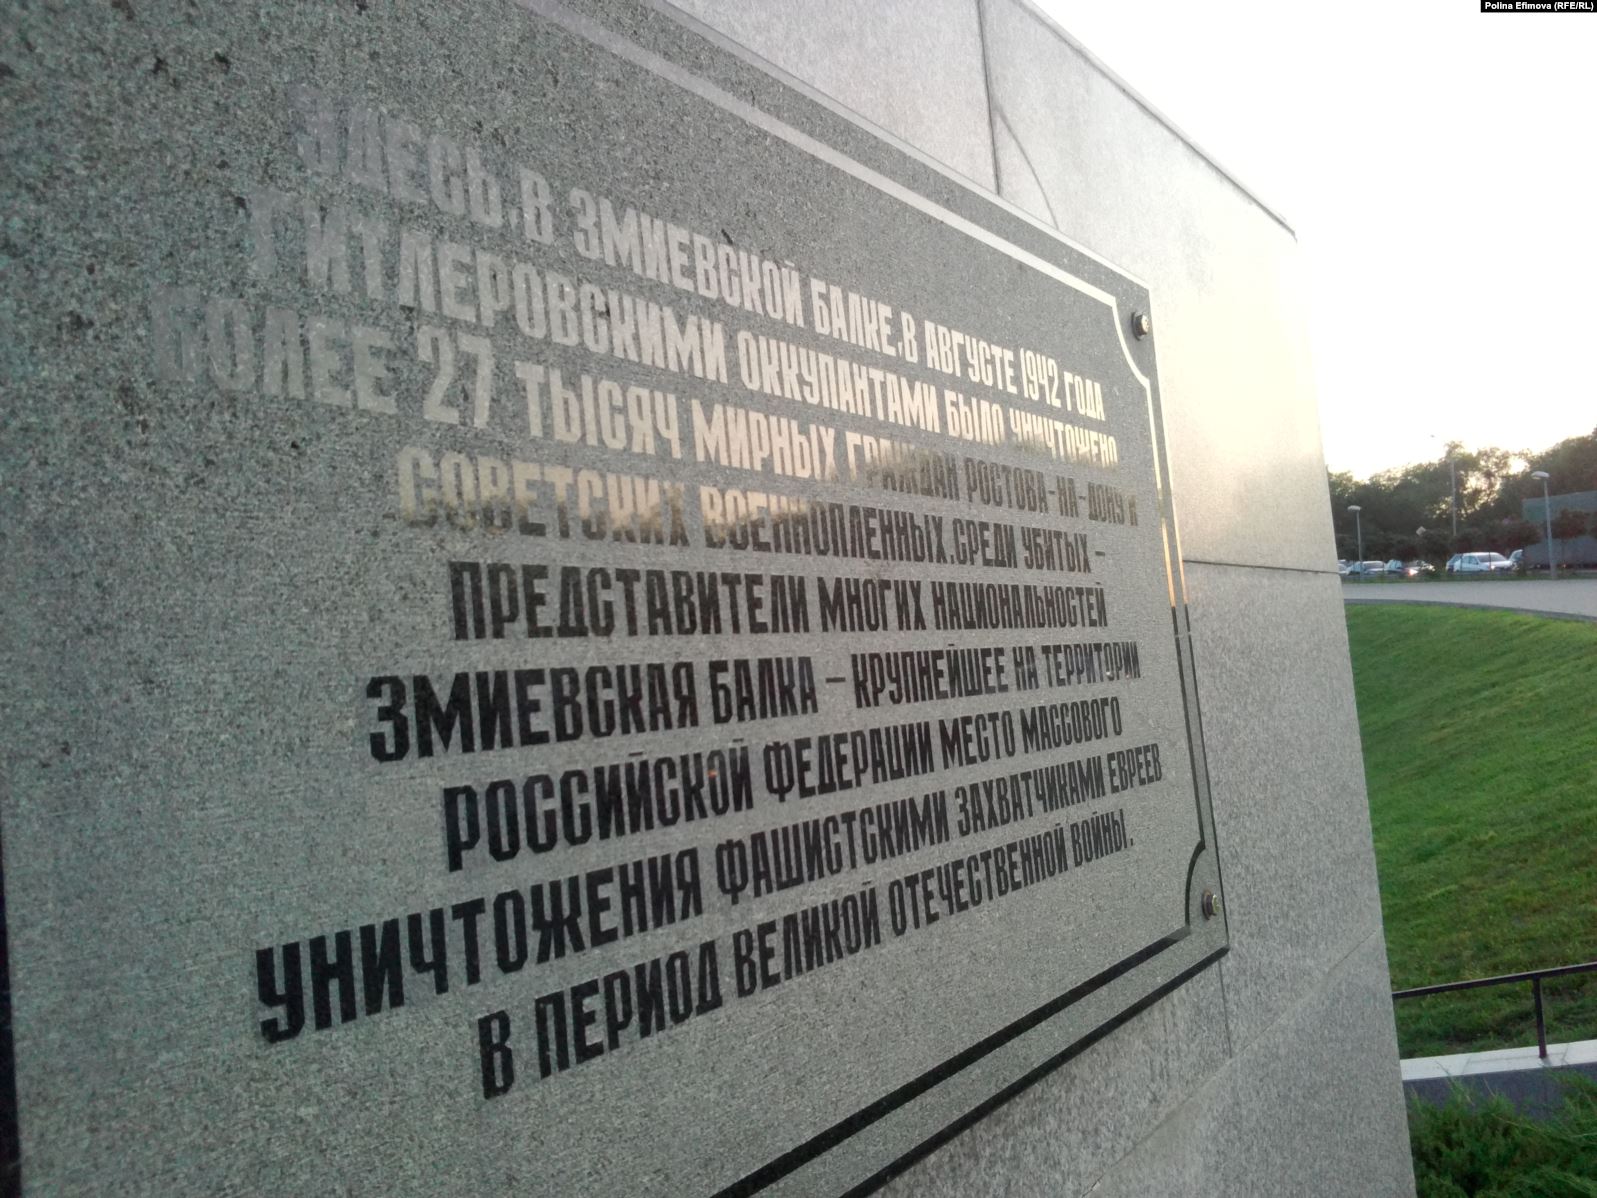 Polina Efimova (RFE/RL)
ЗДЕСЬ, В ЗМИЕВСКОЙ БАЛКЕ, В АВГУСТЕ 1942 ГОДА
ГИТЛЕРОВСКИМИ ОККУПАНТАМИ БЫЛО УНИЧТОЖЕНО
БОЛЕЕ 27 ТЫСЯЧ МИРНЫХ ГРАЖДАН РОСТОВА-НА-ДОНУ И
СОВЕТСКИХ ВОЕННОПЛЕННЫХ. СРЕДИ УБИТЫХ –
ПРЕДСТАВИТЕЛИ МНОГИХ НАЦИОНАЛЬНОСТЕЙ
ЗМИЕВСКАЯ БАЛКА – КРУПНЕЙШЕЕ НА ТЕРРИТОРИИ
РОССИЙСКОЙ ФЕДЕРАЦИИ МЕСТО МАССОВОГО
УНИЧТОЖЕНИЯ ФАШИСТСКИМИ ЗАХВАТЧИКАМИ ЕВРЕЕВ
В ПЕРИОД ВЕЛИКОЙ ОТЕЧЕСТВЕННОЙ ВОЙНЫ.